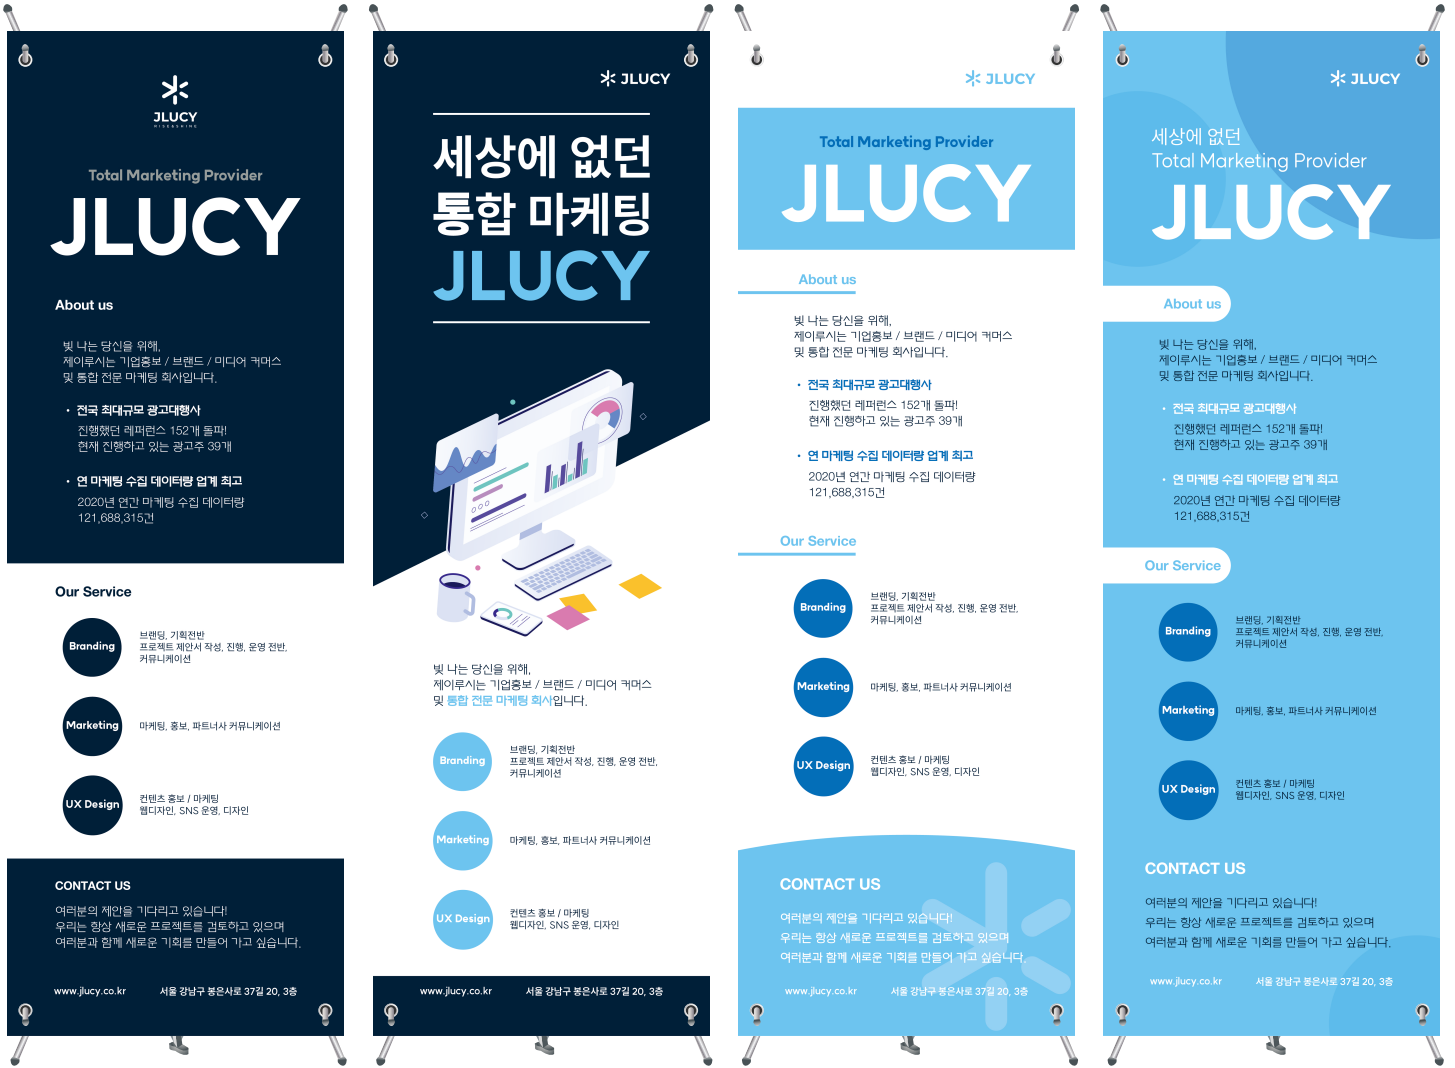 JLUCY
RISE&SHINE
Total Marketing Provider
JLUCY
About us
빛 나는 당신을 위해,
제이루시는 기업홍보 / 브랜드 / 미디어 커머스
및 통합 전문 마케팅 회사입니다.
• 전국 최대규모 광고대행사
진행했던 레퍼런스 152개 돌파!
현재 진행하고 있는 광고주 39개
• 연 마케팅 수집 데이터량 업계 최고
2020년 연간 마케팅 수집 데이터량
121,688,315건
Our Service
Branding
브랜딩, 기획전반
프로젝트 제안서 작성, 진행, 운영 전반,
커뮤니케이션
Marketing
마케팅, 홍보, 파트너사 커뮤니케이션
UX Design
컨텐츠 홍보 / 마케팅
웹디자인, SNS 운영, 디자인
CONTACT US
여러분의 제안을 기다리고 있습니다!
우리는 항상 새로운 프로젝트를 검토하고 있으며
여러분과 함께 새로운 기회를 만들어 가고 싶습니다.
www.jlucy.co.kr 서울 강남구 봉은사로 37길 20, 3층
JLUCY
세상에 없던
통합 마케팅
JLUCY
빛 나는 당신을 위해,
제이루시는 기업홍보 / 브랜드 / 미디어 커머스
및 통합 전문 마케팅 회사입니다.
Branding
브랜딩, 기획전반
프로젝트 제안서 작성, 진행, 운영 전반,
커뮤니케이션
Marketing
마케팅, 홍보, 파트너사 커뮤니케이션
UX Design
컨텐츠 홍보 / 마케팅
웹디자인, SNS 운영, 디자인
www.jlucy.co.kr 서울 강남구 봉은사로 37길 20, 3층
JLUCY
Total Marketing Provider
JLUCY
About us
빛 나는 당신을 위해,
제이루시는 기업홍보 / 브랜드 / 미디어 커머스
및 통합 전문 마케팅 회사입니다.
• 전국 최대규모 광고대행사
진행했던 레퍼런스 152개 돌파!
현재 진행하고 있는 광고주 39개
• 연 마케팅 수집 데이터량 업계 최고
2020년 연간 마케팅 수집 데이터량
121,688,315건
Our Service
Branding
브랜딩, 기획전반
프로젝트 제안서 작성, 진행, 운영 전반,
커뮤니케이션
Marketing
마케팅, 홍보, 파트너사 커뮤니케이션
UX Design
컨텐츠 홍보 / 마케팅
웹디자인, SNS 운영, 디자인
CONTACT US
여러분의 제안을 기다리고 있습니다!
우리는 항상 새로운 프로젝트를 검토하고 있으며
여러분과 함께 새로운 기회를 만들어 가고 싶습니다.
www.jlucy.co.kr 서울 강남구 봉은사로 37길 20, 3층
JLUCY
세상에 없던
Total Marketing Provider
JLUCY
About us
빛 나는 당신을 위해,
제이루시는 기업홍보 / 브랜드 / 미디어 커머스
및 통합 전문 마케팅 회사입니다.
• 전국 최대규모 광고대행사
진행했던 레퍼런스 152개 돌파!
현재 진행하고 있는 광고주 39개
• 연 마케팅 수집 데이터량 업계 최고
2020년 연간 마케팅 수집 데이터량
121,688,315건
Our Service
Branding
브랜딩, 기획전반
프로젝트 제안서 작성, 진행, 운영 전반,
커뮤니케이션
Marketing
마케팅, 홍보, 파트너사 커뮤니케이션
UX Design
컨텐츠 홍보 / 마케팅
웹디자인, SNS 운영, 디자인
CONTACT US
여러분의 제안을 기다리고 있습니다!
우리는 항상 새로운 프로젝트를 검토하고 있으며
여러분과 함께 새로운 기회를 만들어 가고 싶습니다.
www.jlucy.co.kr 서울 강남구 봉은사로 37길 20, 3층